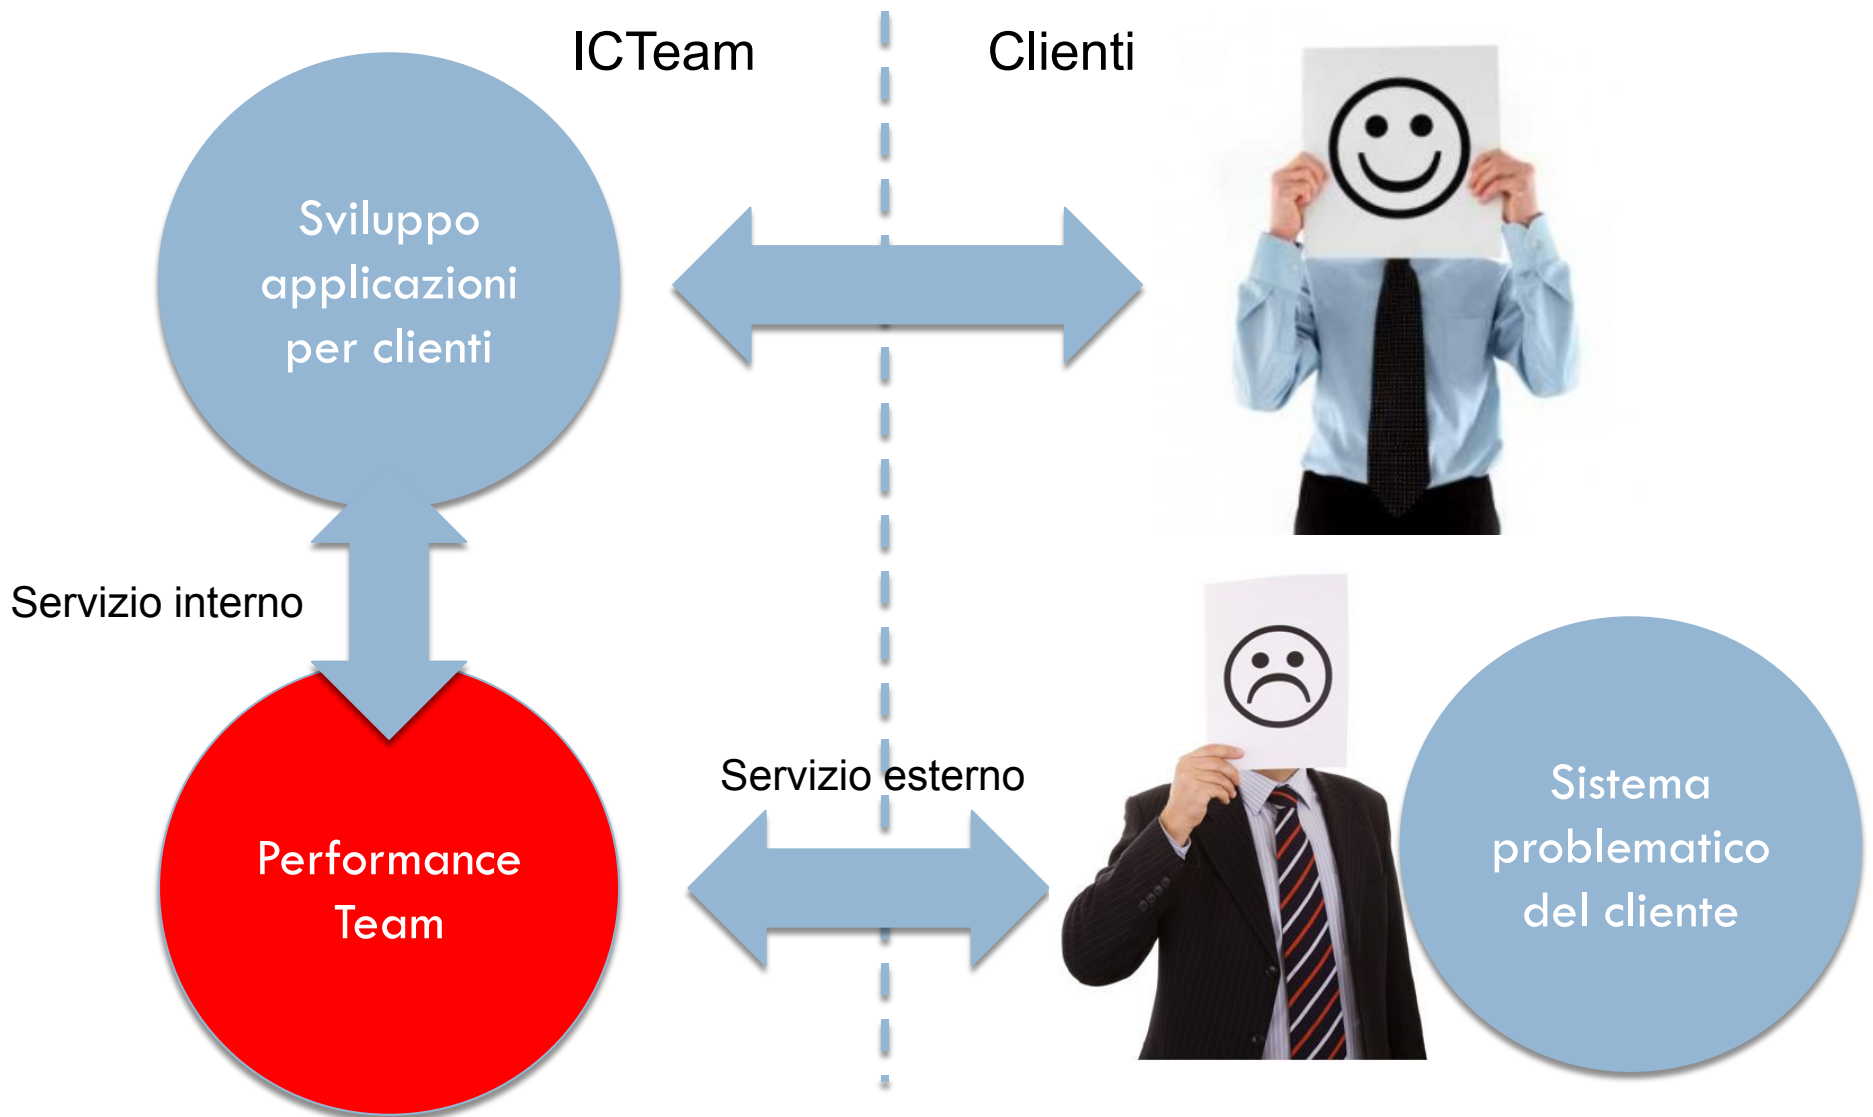 ICTeam
Clienti
Sviluppo
applicazioni
per clienti
Servizio interno
Servizio esterno
Performance
Team
Sistema
problematico
del cliente